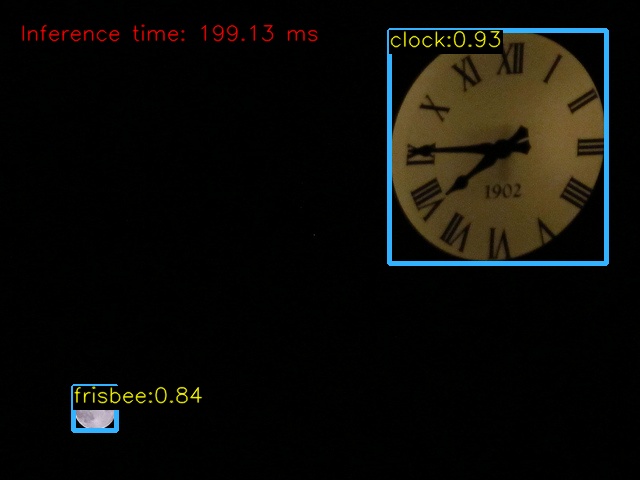 Inference time: 199.13 ms
clock:0.93
XII
I
II
III
IIII
V
VI
VII
VIII
IX
X
XI
1902
frisbee:0.84